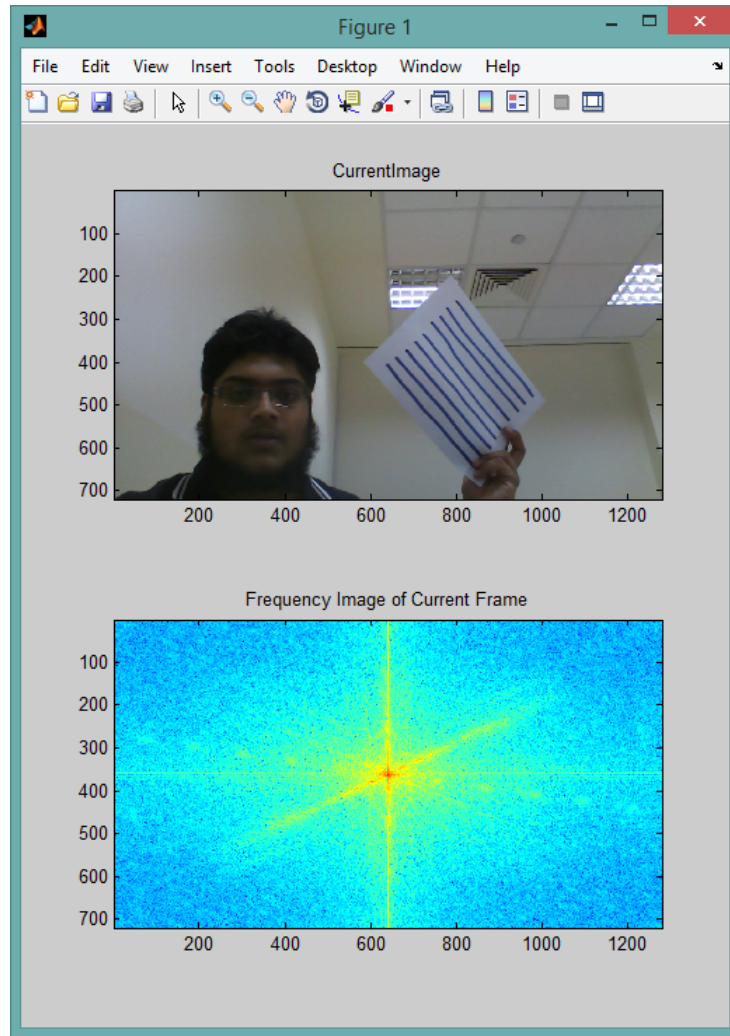 Figure 1
File Edit View Insert Tools Desktop Window Help
CurrentImage
100
200
300
400
500
600
700
200 400 600 800 1000 1200
Frequency Image of Current Frame
100
200
300
400
500
600
700
200 400 600 800 1000 1200